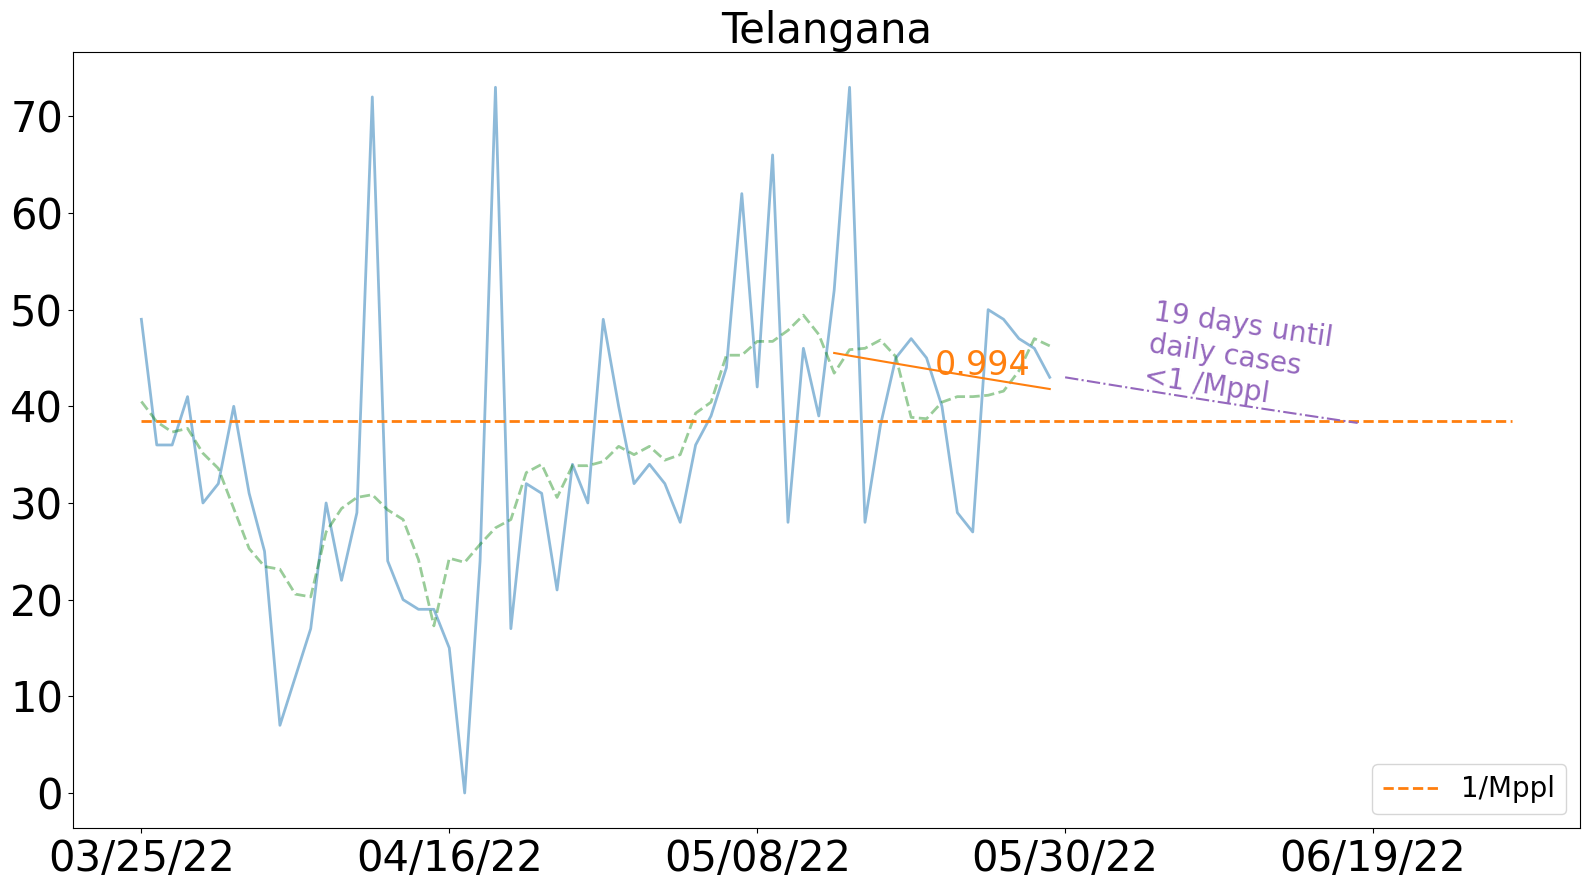 Telangana
70
60
50
40
30
20
10
0
0.994
19 days until
daily cases
<1 /Mppl
1/Mppl
03/25/22
04/16/22
05/08/22
05/30/22
06/19/22